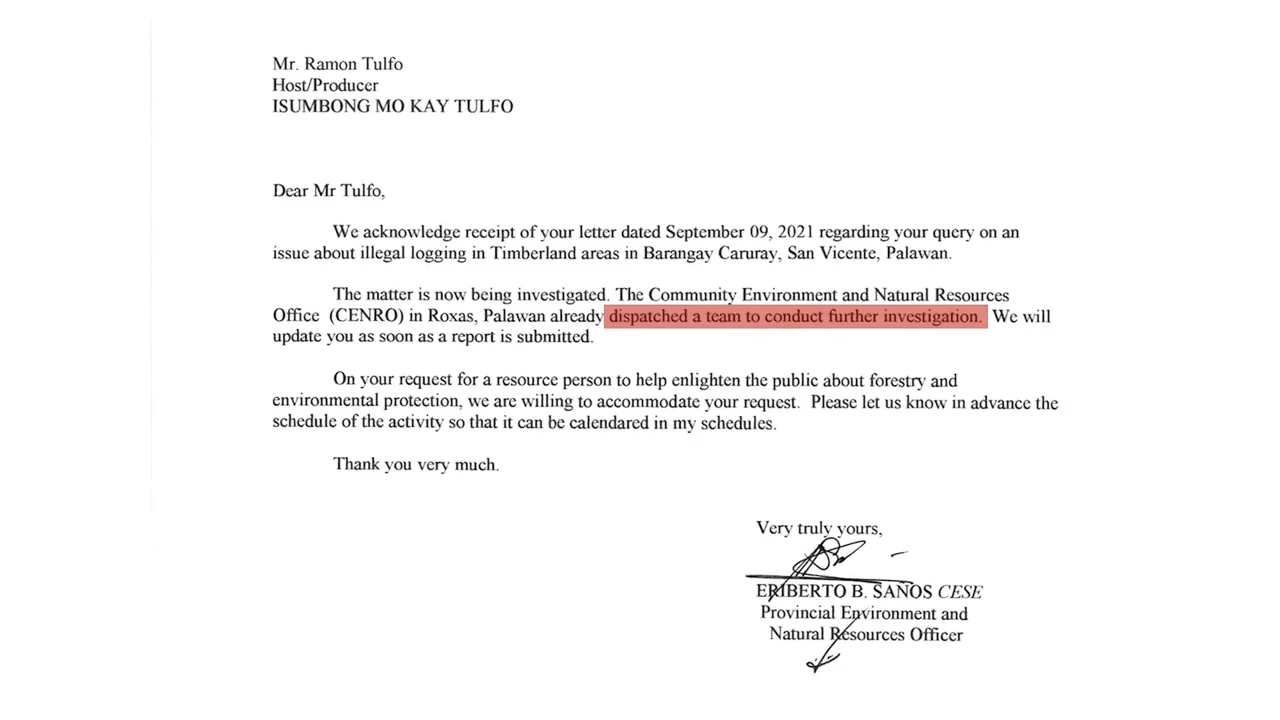 Mr. Ramon Tulfo
Host/Producer
ISUMBONG MO KAY TULFO
Dear Mr Tulfo,
We acknowledge receipt of your letter dated September 09, 2021 regarding your query on an
issue about illegal logging in Timberland areas in Barangay Caruray, San Vicente, Palawan.
The matter is now being investigated. The Community Environment and Natural Resources
Office (CENRO) in Roxas, Palawan already dispatched a team to conduct further investigation. We will
update you as soon as a report is submitted.
On your request for a resource person to help enlighten the public about forestry and
environmental protection, we are willing to accommodate your request. Please let us know in advance the
schedule of the activity so that it can be calendared in my schedules.
Thank you very much.
Very truly yours,
ERIBERTO B. SAÑOS CESE
Provincial Environment and
Natural Resources Officer